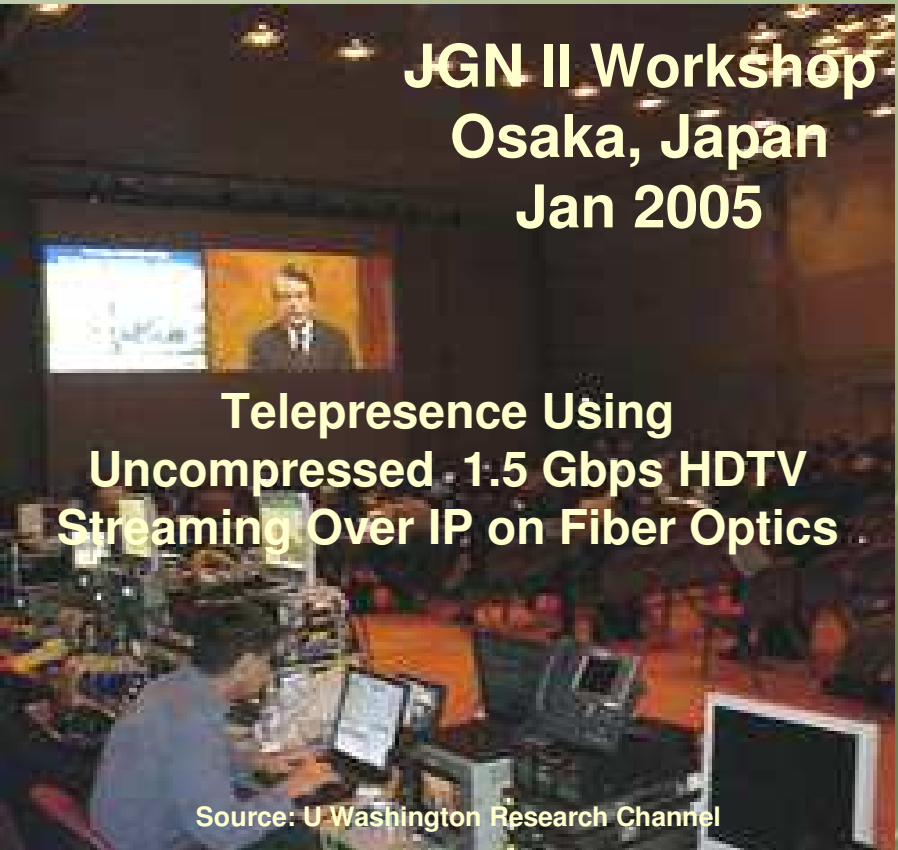 JGN II Workshop
Osaka, Japan
Jan 2005
Telepresence Using
Uncompressed 1.5 Gbps HDTV
Streaming Over IP on Fiber Optics
Source: U Washington Research Channel